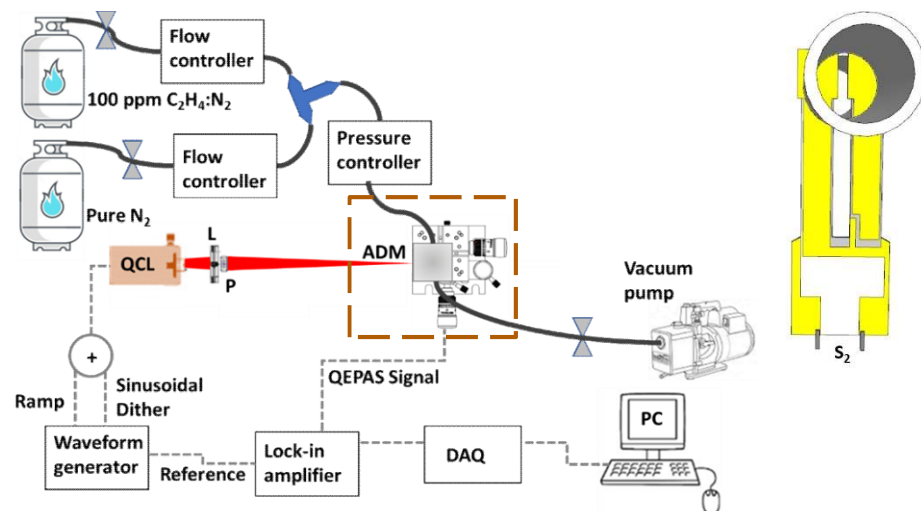 Flow
controller
100 ppm C₂H₄:N₂
Flow
controller
Pure N₂
Pressure
controller
L
QCL
P
ADM
Vacuum
pump
S₂
+
Ramp
Sinusoidal
Dither
QEPAS Signal
Waveform
generator
Reference
Lock-in
amplifier
DAQ
PC